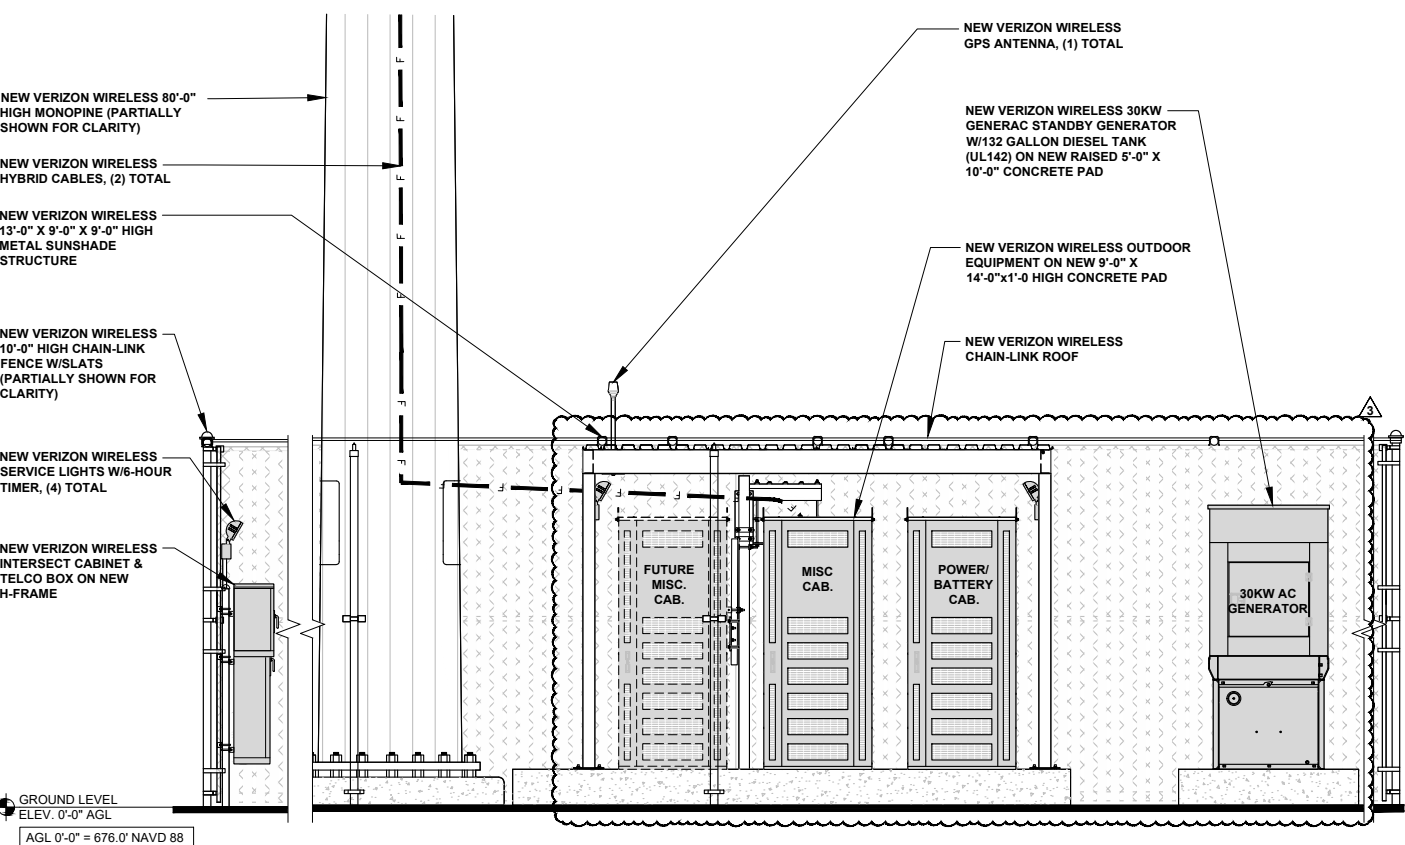 NEW VERIZON WIRELESS
GPS ANTENNA, (1) TOTAL
NEW VERIZON WIRELESS 80'-0"
HIGH MONOPINE (PARTIALLY
SHOWN FOR CLARITY)
NEW VERIZON WIRELESS 30KW
GENERAC STANDBY GENERATOR
W/132 GALLON DIESEL TANK
(UL142) ON NEW RAISED 5'-0" X
10'-0" CONCRETE PAD
NEW VERIZON WIRELESS
HYBRID CABLES, (2) TOTAL
NEW VERIZON WIRELESS
13'-0" X 9'-0" X 9'-0" HIGH
METAL SUNSHADE
STRUCTURE
NEW VERIZON WIRELESS OUTDOOR
EQUIPMENT ON NEW 9'-0" X
14'-0"x1'-0 HIGH CONCRETE PAD
NEW VERIZON WIRELESS
10'-0" HIGH CHAIN-LINK
FENCE W/SLATS
(PARTIALLY SHOWN FOR
CLARITY)
NEW VERIZON WIRELESS
CHAIN-LINK ROOF
3
NEW VERIZON WIRELESS
SERVICE LIGHTS W/6-HOUR
TIMER, (4) TOTAL
NEW VERIZON WIRELESS
INTERSECT CABINET &
TELCO BOX ON NEW
H-FRAME
FUTURE
MISC.
CAB.
MISC
CAB.
POWER/
BATTERY
CAB.
30KW AC
GENERATOR
GROUND LEVEL
ELEV. 0'-0" AGL
AGL 0'-0" = 676.0' NAVD 88